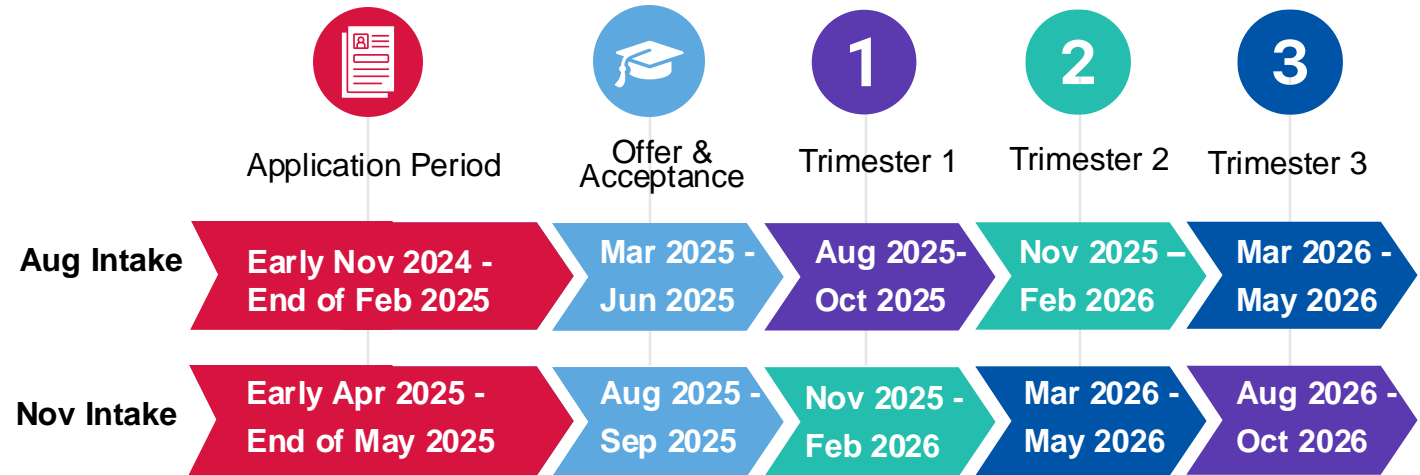 1
2
3
Application Period
Offer &
Acceptance
Trimester 1
Trimester 2
Trimester 3
Aug Intake
Early Nov 2024 -
End of Feb 2025
Mar 2025 -
Jun 2025
Aug 2025-
Oct 2025
Nov 2025 –
Feb 2026
Mar 2026 -
May 2026
Nov Intake
Early Apr 2025 -
End of May 2025
Aug 2025 -
Sep 2025
Nov 2025 -
Feb 2026
Mar 2026 -
May 2026
Aug 2026 -
Oct 2026